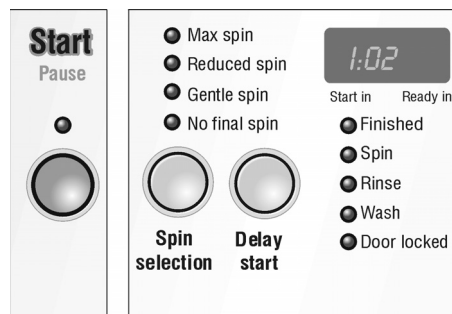 Start
Pause
Max spin
Reduced spin
Gentle spin
No final spin
Spin
selection
Delay
start
1:02
Start in Ready in
Finished
Spin
Rinse
Wash
Door locked